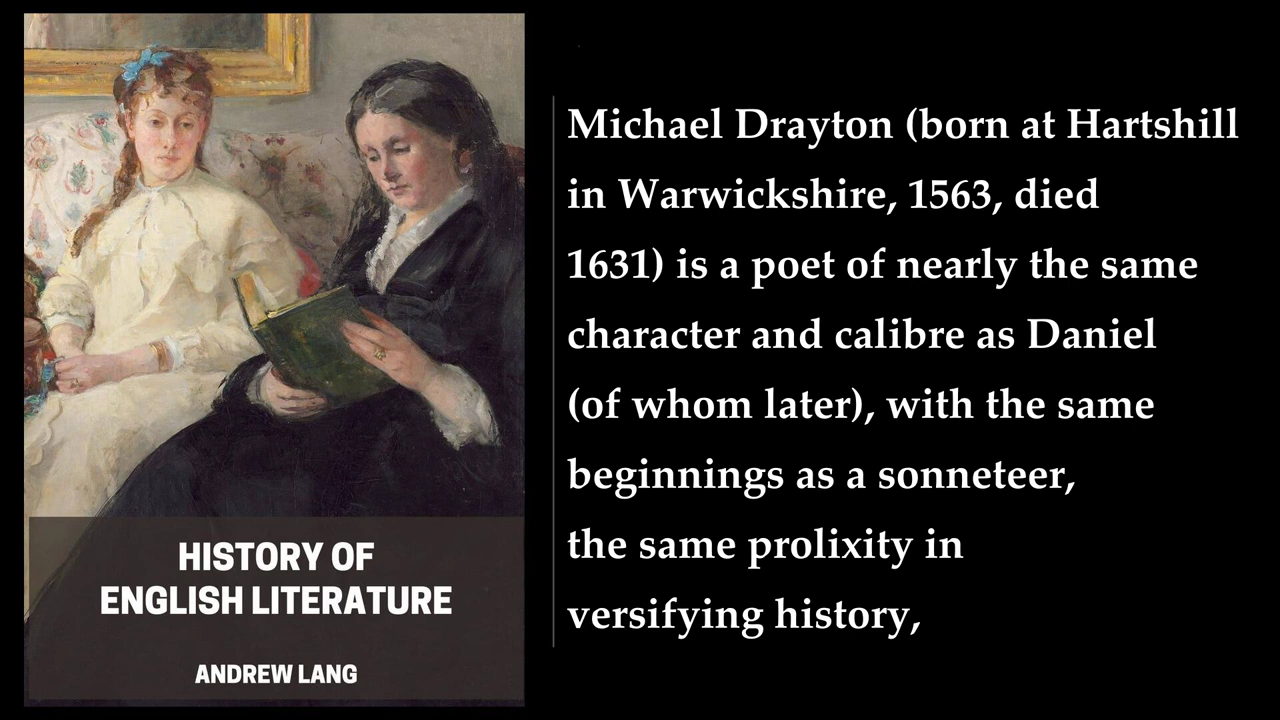 HISTORY OF
ENGLISH LITERATURE
ANDREW LANG
Michael Drayton (born at Hartshill
in Warwickshire, 1563, died
1631) is a poet of nearly the same
character and calibre as Daniel
(of whom later), with the same
beginnings as a sonneteer,
the same prolixity in
versifying history,